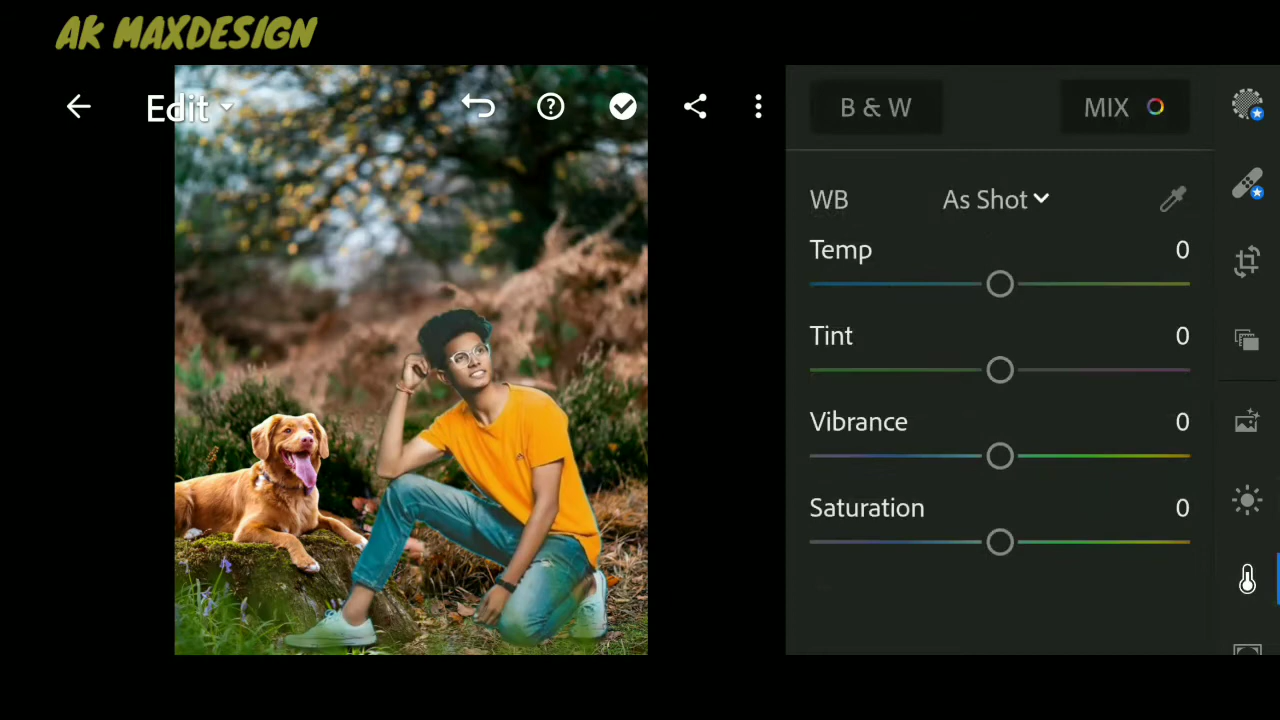 AK MAXDESIGN
Edit
B & W
MIX
WB
As Shot
Temp
0
Tint
0
Vibrance
0
Saturation
0